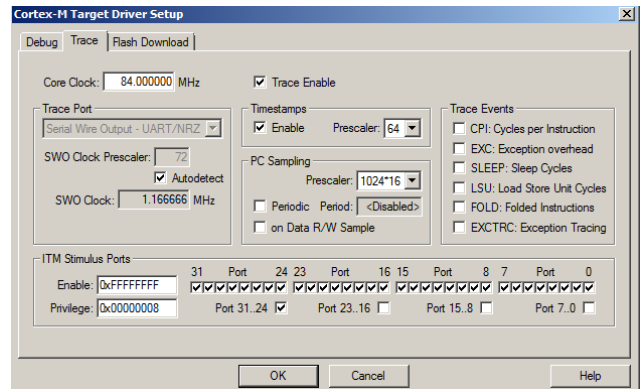 Cortex-M Target Driver Setup
Debug Trace Flash Download
Core Clock: 84.000000 MHz Trace Enable
Trace Port
Serial Wire Output - UART/NRZ
SWO Clock Prescaler: 72
Autodetect
SWO Clock: 1.166666 MHz
Timestamps
Enable Prescaler: 64
PC Sampling
Prescaler: 1024*16
Periodic Period: <Disabled>
on Data R/W Sample
Trace Events
CPI: Cycles per Instruction
EXC: Exception overhead
SLEEP: Sleep Cycles
LSU: Load Store Unit Cycles
FOLD: Folded Instructions
EXCTRC: Exception Tracing
ITM Stimulus Ports
31 Port 24 23 Port 16 15 Port 8 7 Port 0
Enable: 0xFFFFFFFF
Privilege: 0x00000008 Port 31..24 Port 23..16 Port 15..8 Port 7..0
OK Cancel Help